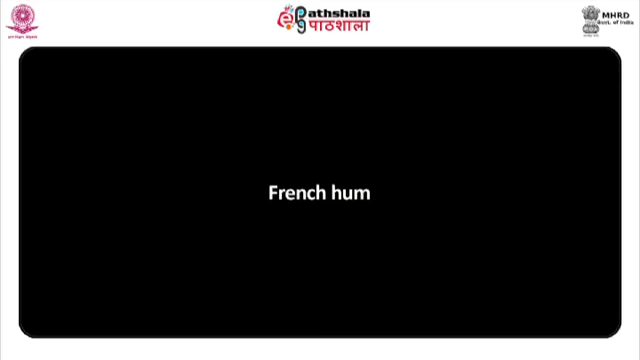 Pathshala
पाठशाला
MHRD
Govt. of India
French hum